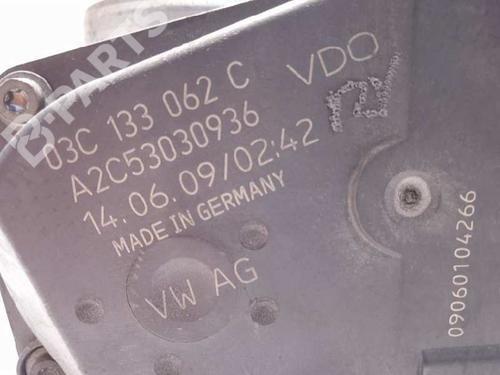 B-PARTS
03C 133 062 C
VDO
A2C53030936
14.06.09/02:42
MADE IN GERMANY
VW AG
09060104266